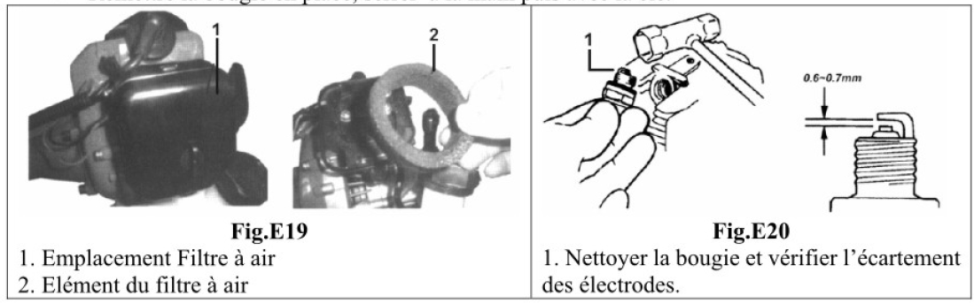 1
2
Fig.E19
1. Emplacement Filtre à air
2. Elément du filtre à air
1
0.6~0.7mm
Fig.E20
1. Nettoyer la bougie et vérifier l’écartement
des électrodes.